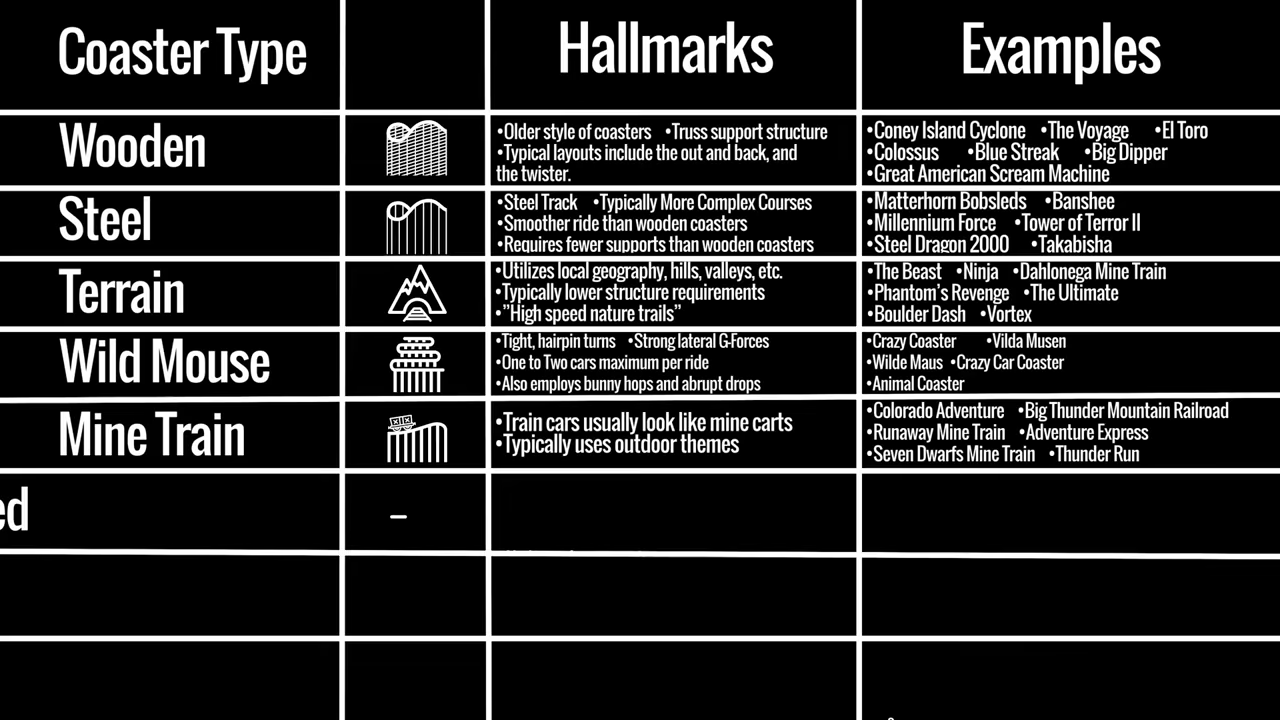 Coaster Type Hallmarks Examples
Wooden
•Older style of coasters •Truss support structure
•Typical layouts include the out and back, and
the twister.
•Coney Island Cyclone •The Voyage •El Toro
•Colossus •Blue Streak •Big Dipper
•Great American Scream Machine
Steel
•Steel Track •Typically More Complex Courses
•Smoother ride than wooden coasters
•Requires fewer supports than wooden coasters
•Matterhorn Bobsleds •Banshee
•Millennium Force •Tower of Terror II
•Steel Dragon 2000 •Takabisha
Terrain
•Utilizes local geography, hills, valleys, etc.
•Typically lower structure requirements
•”High speed nature trails”
•The Beast •Ninja •Dahlonega Mine Train
•Phantom’s Revenge •The Ultimate
•Boulder Dash •Vortex
Wild Mouse
•Tight, hairpin turns •Strong lateral G-Forces
•One to Two cars maximum per ride
•Also employs bunny hops and abrupt drops
•Crazy Coaster •Vilda Musen
•Wilde Maus •Crazy Car Coaster
•Animal Coaster
Mine Train
•Train cars usually look like mine carts
•Typically uses outdoor themes
•Colorado Adventure •Big Thunder Mountain Railroad
•Runaway Mine Train •Adventure Express
•Seven Dwarfs Mine Train •Thunder Run
ed